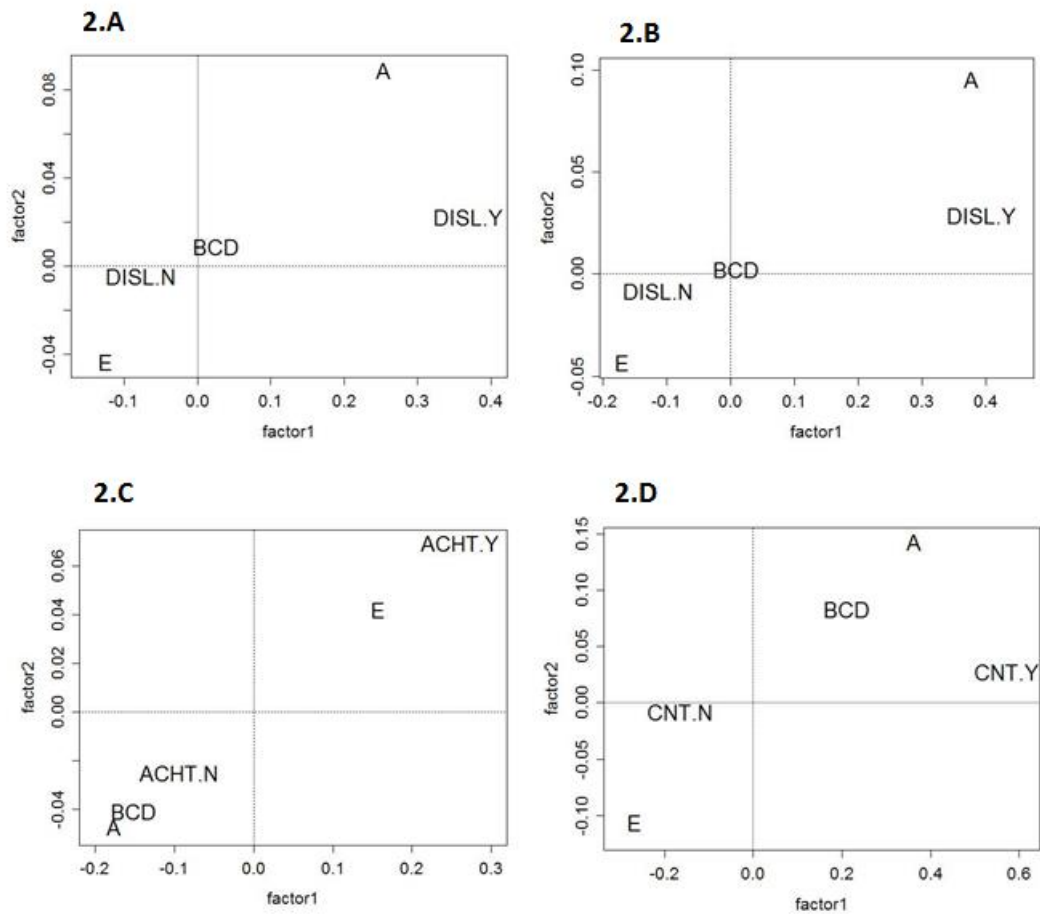 2.A
0.08
0.04
0.00
-0.04
factor2
A
DISL.Y
BCD
DISL.N
E
-0.1 0.0 0.1 0.2 0.3 0.4
factor1
2.B
0.10
0.05
0.00
-0.05
factor2
A
DISL.Y
BCD
DISL.N
E
-0.2 -0.1 0.0 0.1 0.2 0.3 0.4
factor1
2.C
0.06
0.04
0.02
0.00
-0.04
factor2
ACHT.Y
E
ACHT.N
BCD
A
-0.2 -0.1 0.0 0.1 0.2 0.3
factor1
2.D
0.15
0.10
0.05
0.00
-0.05
-0.10
factor2
A
BCD
CNT.Y
CNT.N
E
-0.2 0.0 0.2 0.4 0.6
factor1